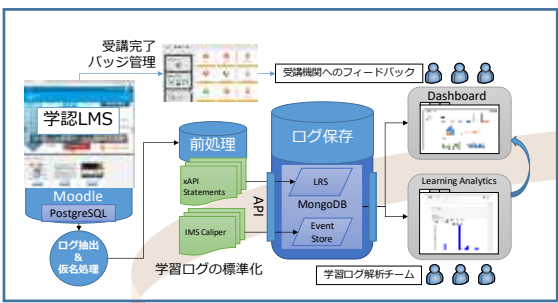 受講完了
バッジ管理
受講機関へのフィードバック
学認LMS
Moodle
PostgreSQL
ログ抽出
&
仮名処理
前処理
xAPI
Statements
IMS Caliper
学習ログの標準化
API
ログ保存
LRS
MongoDB
Event
Store
Dashboard
Learning Analytics
学習ログ解析チーム